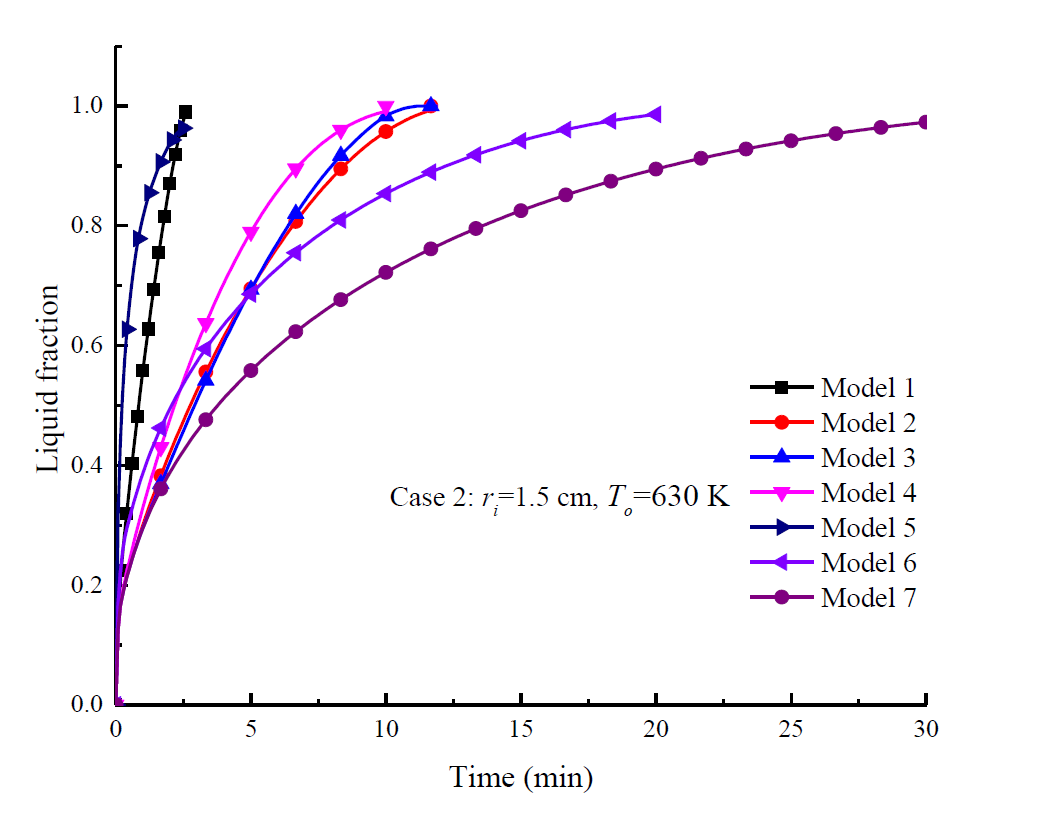 1.0
0.8
0.6
0.4
0.2
0.0
Liquid fraction
Model 1
Model 2
Model 3
Model 4
Model 5
Model 6
Model 7
Case 2: ri=1.5 cm, To=630 K
0 5 10 15 20 25 30
Time (min)